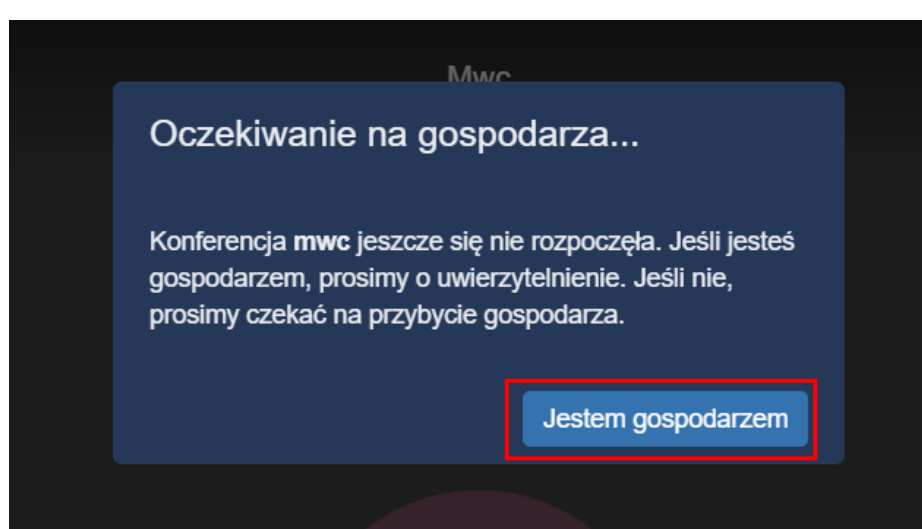 Mwc
Oczekiwanie na gospodarza...
Konferencja mwc jeszcze się nie rozpoczęła. Jeśli jesteś
gospodarzem, prosimy o uwierzytelnienie. Jeśli nie,
prosimy czekać na przybycie gospodarza.
Jestem gospodarzem